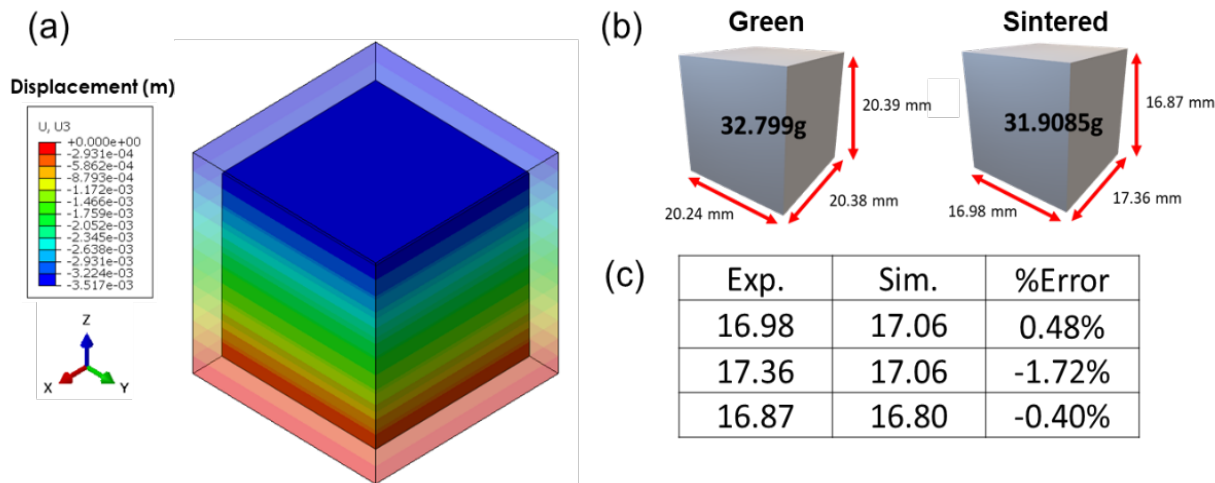 (a)
Displacement (m)
U, U3
+0.000e+00
-2.931e-04
-5.862e-04
-8.793e-04
-1.172e-03
-1.466e-03
-1.759e-03
-2.052e-03
-2.345e-03
-2.638e-03
-2.931e-03
-3.224e-03
-3.517e-03
Z
X
Y
(b)
Green
Sintered
32.799g
20.39 mm
20.24 mm
20.38 mm
31.9085g
16.87 mm
16.98 mm
17.36 mm
(c)
Exp. Sim. %Error
16.98 17.06 0.48%
17.36 17.06 -1.72%
16.87 16.80 -0.40%